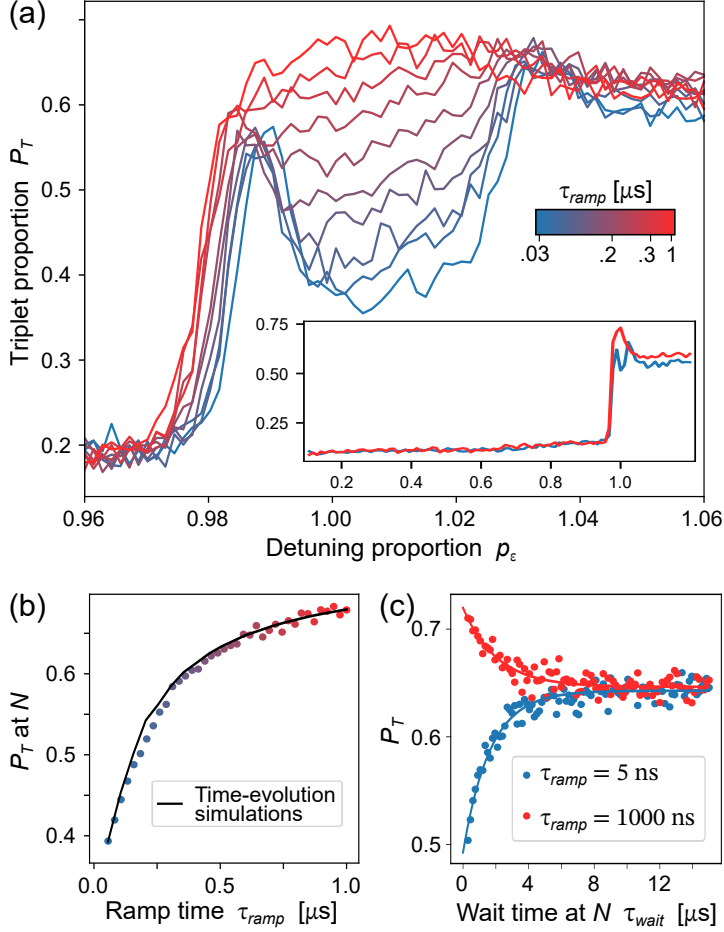 (a)
Triplet proportion P_T
0.6
0.5
0.4
0.3
0.2
τ_ramp [μs]
.03 .2 .3 1
0.75
0.50
0.25
0.2 0.4 0.6 0.8 1.0
0.96 0.98 1.00 1.02 1.04 1.06
Detuning proportion p_ε
(b)
P_T at N
0.6
0.5
0.4
Time-evolution
simulations
0.0 0.5 1.0
Ramp time τ_ramp [μs]
(c)
P_T
0.7
0.6
0.5
τ_ramp = 5 ns
τ_ramp = 1000 ns
0 4 8 12
Wait time at N τ_wait [μs]